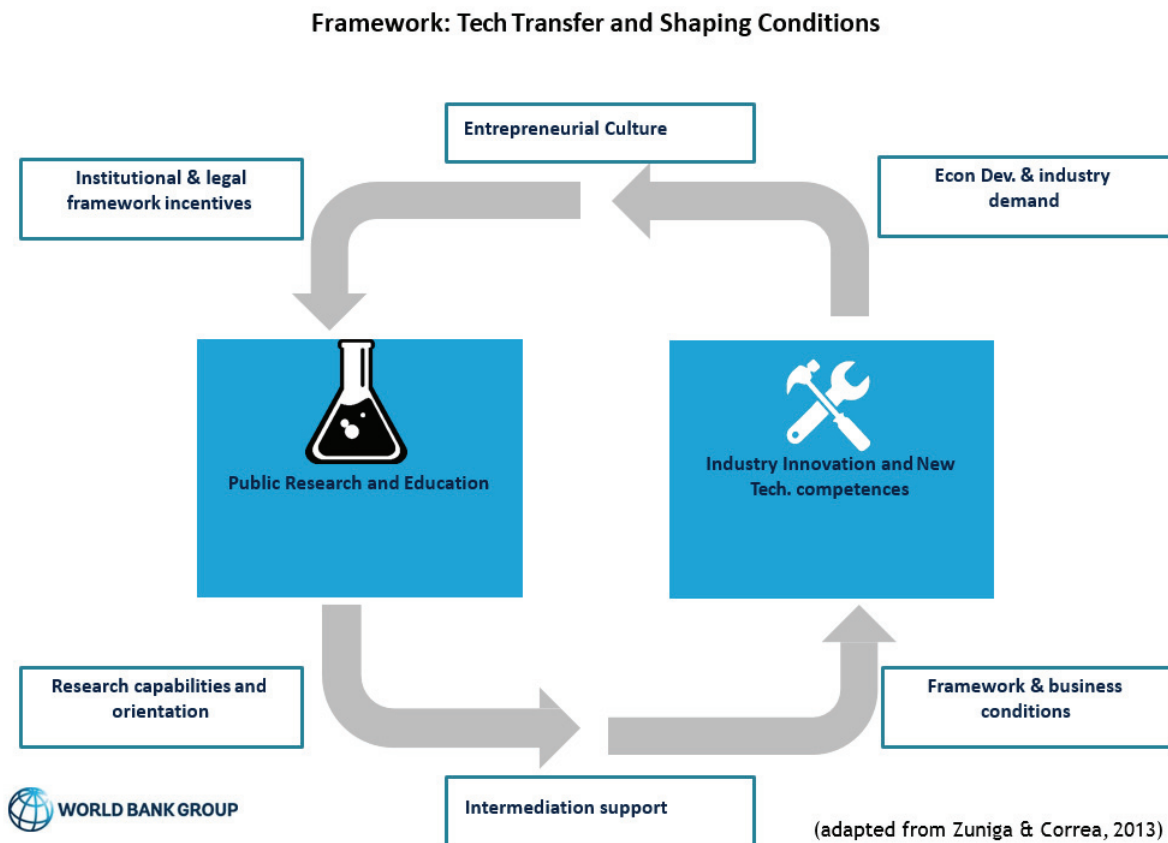 Framework: Tech Transfer and Shaping Conditions
Entrepreneurial Culture
Institutional & legal
framework incentives
Econ Dev. & industry
demand
Public Research and Education
Industry Innovation and New
Tech. competences
Research capabilities and
orientation
Framework & business
conditions
Intermediation support
WORLD BANK GROUP
(adapted from Zuniga & Correa, 2013)